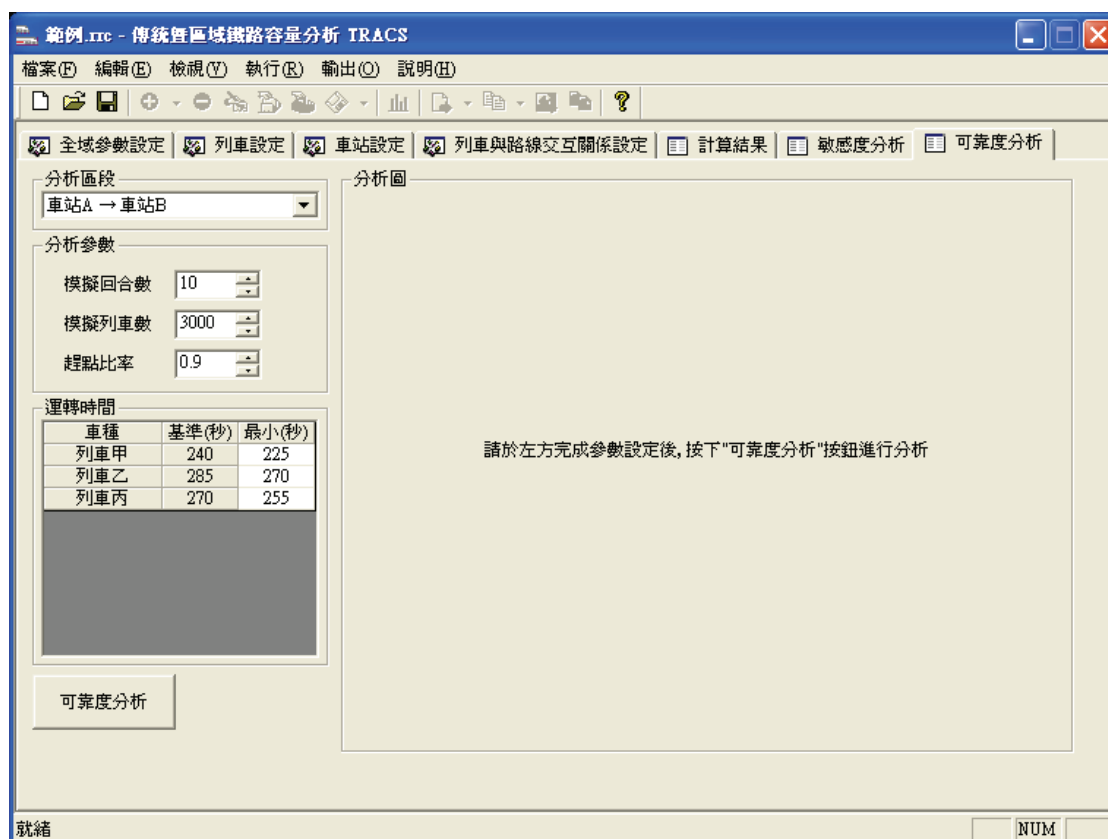 範例.rrc - 傳統暨區域鐵路容量分析 TRACS
檔案(F) 編輯(E) 檢視(V) 執行(R) 輸出(O) 說明(H)
全域參數設定 列車設定 車站設定 列車與路線交互關係設定 計算結果 敏感度分析 可靠度分析
分析區段
車站A → 車站B
分析參數
模擬回合數 10
模擬列車數 3000
趕點比率 0.9
運轉時間
車種 基準(秒) 最小(秒)
列車甲 240 225
列車乙 285 270
列車丙 270 255
可靠度分析
分析圖
請於左方完成參數設定後,按下"可靠度分析"按鈕進行分析
就緒
NUM